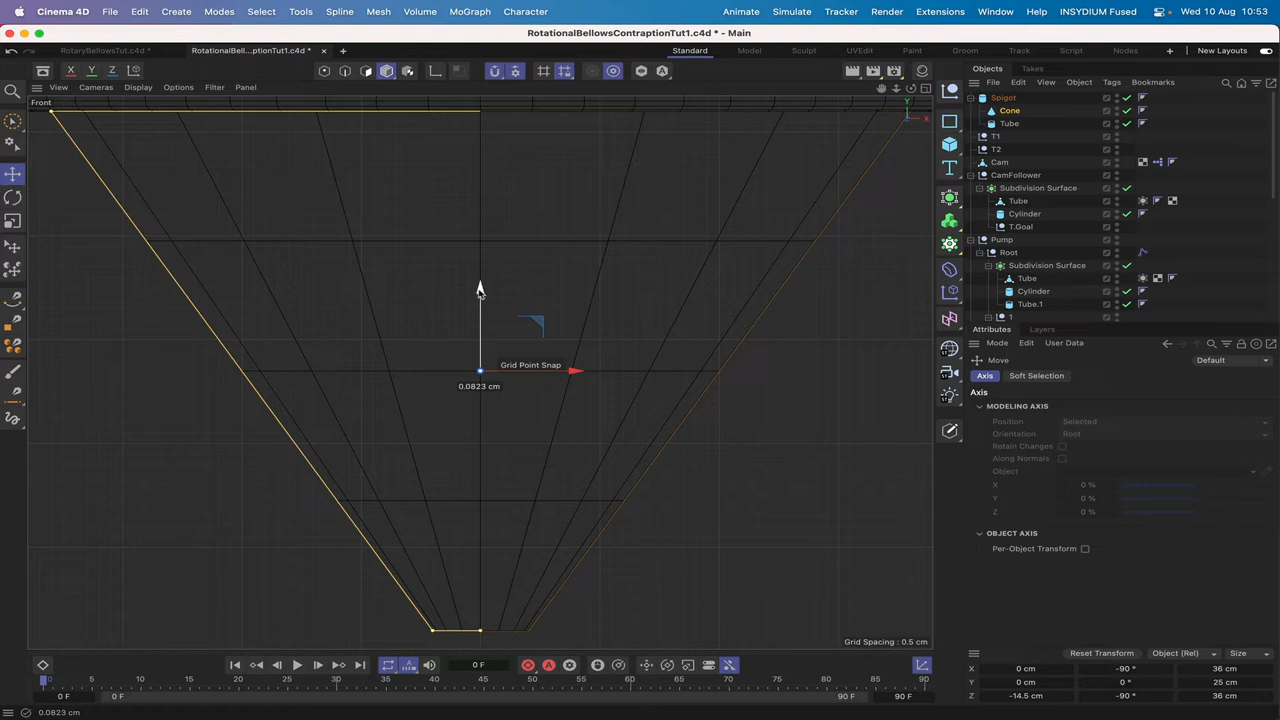 Cinema 4D File Edit Create Modes Select Tools Spline Mesh Volume MoGraph Character Animate Simulate Tracker Render Extensions Window Help INSYDIUM Fused Wed 10 Aug 10:53
RotationalBellowsContraptionTut1.c4d * - Main
RotaryBellowsTut.c4d * RotationalBell...ptionTut1.c4d * Standard Model Sculpt UVEdit Paint Groom Track Script Nodes New Layouts
X Y Z Objects Takes
View Cameras Display Options Filter Panel File Edit View Object Tags Bookmarks
Front
Y
X
Spigot
Cone
Tube
T1
T2
Cam
CamFollower
Subdivision Surface
Tube
Cylinder
T.Goal
Pump
Root
Subdivision Surface
Tube
Cylinder
Tube.1
1
Grid Point Snap
0.0823 cm
Attributes Layers
Mode Edit User Data
Move Default
Axis Soft Selection
Axis
MODELING AXIS
Position Selected
Orientation Root
Retain Changes
Along Normals
Object
X 0 %
Y 0 %
Z 0 %
OBJECT AXIS
Per-Object Transform
Grid Spacing : 0.5 cm
Reset Transform Object (Rel) Size
0 F
X 0 cm -90 ° 36 cm
Y 0 cm 0 ° 25 cm
Z -14.5 cm -90 ° 36 cm
0 5 10 15 20 25 30 35 40 45 50 55 60 65 70 75 80 85 90
0 F 0 F 90 F 90 F
0.0823 cm